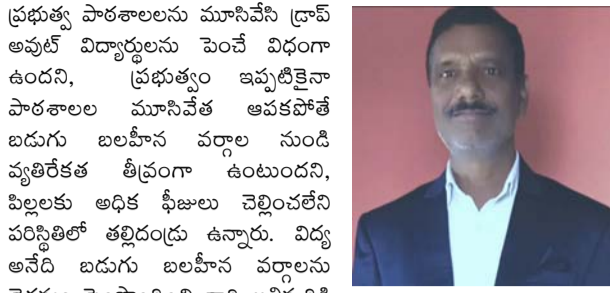 ప్రభుత్వ పాఠశాలలను మూసివేసి డ్రాప్
అవుట్ విద్యార్థులను పెంచే విధంగా
ఉందని, ప్రభుత్వం ఇప్పటికైనా
పాఠశాలల మూసివేత ఆపకపోతే
బడుగు బలహీన వర్గాల నుండి
వ్యతిరేకత తీవ్రంగా ఉంటుందని,
పిల్లలకు అధిక ఫీజులు చెల్లించలేని
పరిస్థితిలో తల్లిదండ్రు ఉన్నారు. విద్య
అనేది బడుగు బలహీన వర్గాలను